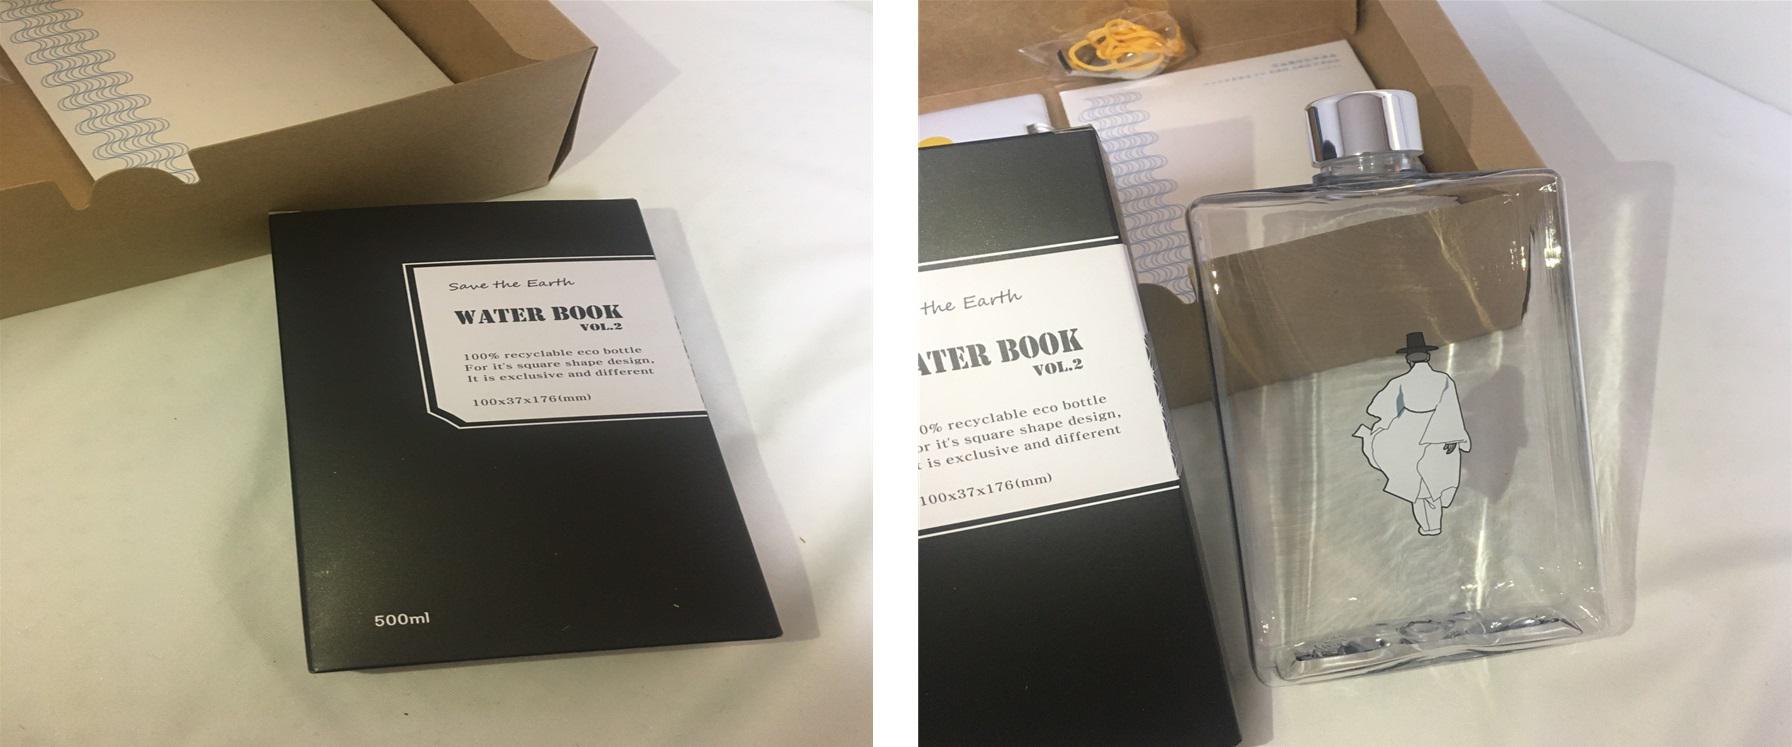 Save the Earth
WATER BOOK
VOL.2
100% recyclable eco bottle
For it's square shape design,
It is exclusive and different
100x37x176(mm)
500ml
the Earth
ATER BOOK
VOL.2
0% recyclable eco bottle
or it's square shape design,
t is exclusive and different
100x37x176(mm)